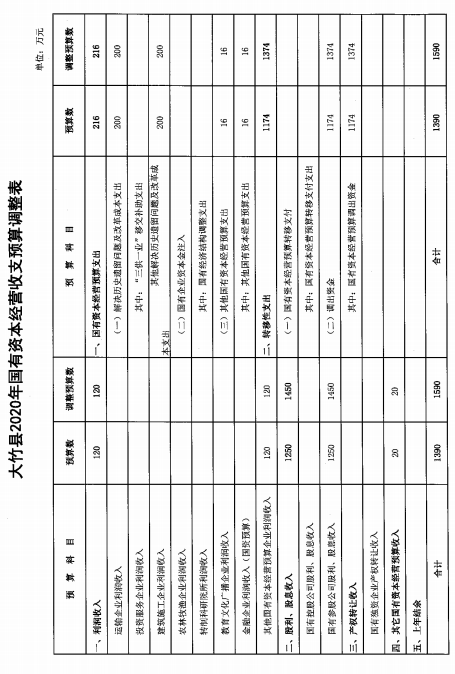 大竹县2020年国有资本经营收支预算调整表
单位：万元
预 算 科 目 预算数 调整预算数 预 算 科 目 预算数 调整预算数
一、利润收入 120 120 一、国有资本经营预算支出 216 216
运输企业利润收入 （一）解决历史遗留问题及改革成本支出 200 200
投资服务企业利润收入 其中：“三供一业”移交补助支出
建筑施工企业利润收入 其他解决历史遗留问题及改革成本支出 200 200
农林牧渔企业利润收入 （二）国有企业资本金注入
转制科研院所利润收入 其中：国有经济结构调整支出
教育文化广播企业利润收入 （三）其他国有资本经营预算支出 16 16
金融企业利润收入（国资预算） 其中：其他国有资本经营预算支出 16 16
其他国有资本经营预算企业利润收入 120 120 二、转移性支出 1174 1374
二、股利、股息收入 1250 1450 （一）国有资本经营预算转移支付
国有控股公司股利、股息收入 其中：国有资本经营预算转移支付支出
国有参股公司股利、股息收入 1250 1450 （二）调出资金 1174 1374
三、产权转让收入 其中：国有资本经营预算调出资金 1174 1374
国有独资企业产权转让收入
四、其它国有资本经营预算收入 20 20
五、上年结余
合计 1390 1590 合计 1390 1590